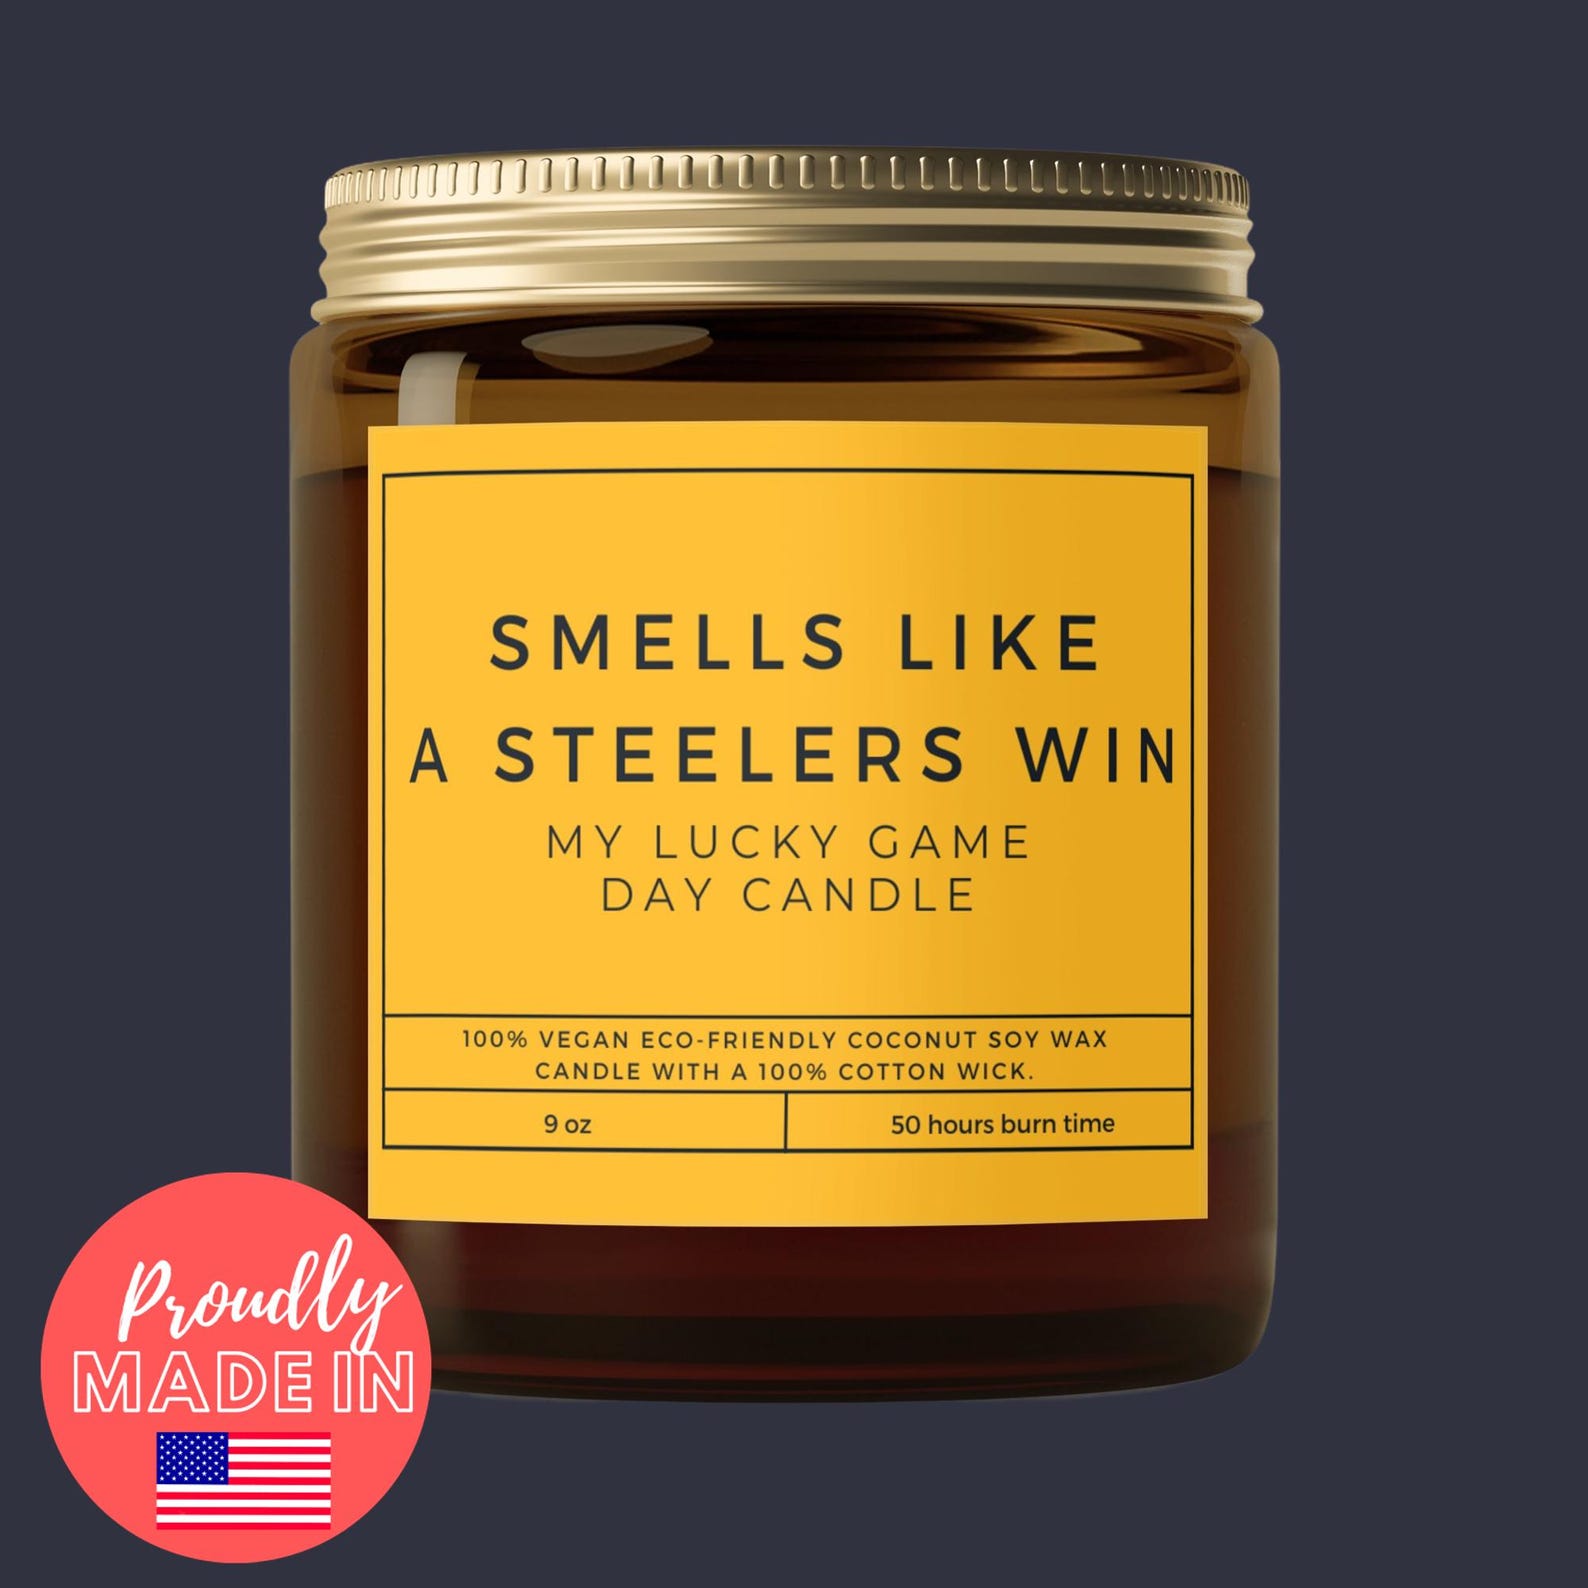 SMELLS LIKE
A STEELERS WIN
MY LUCKY GAME
DAY CANDLE
100% VEGAN ECO-FRIENDLY COCONUT SOY WAX
CANDLE WITH A 100% COTTON WICK.
9 oz
50 hours burn time
Proudly
MADE IN